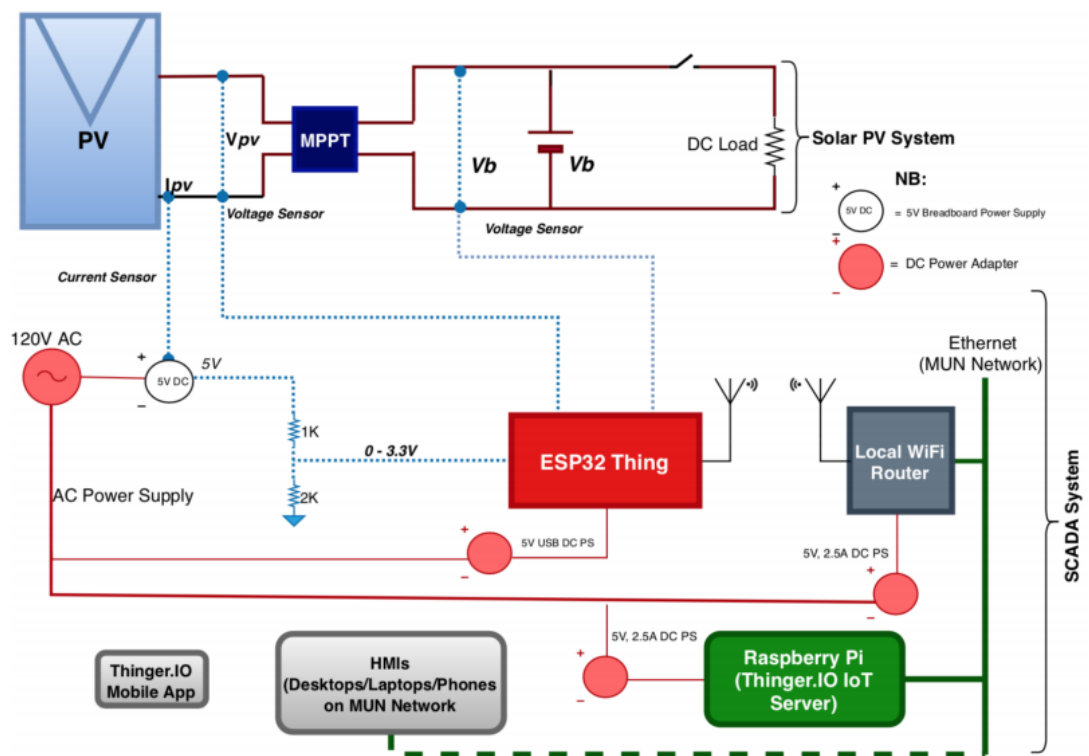 PV
Vpv
Ipv
MPPT
Vb
Vb
DC Load
Solar PV System
Voltage Sensor
Voltage Sensor
Current Sensor
NB:
+
5V DC
= 5V Breadboard Power Supply
–
+
= DC Power Adapter
–
120V AC
+
5V DC
–
5V
1K
2K
0 - 3.3V
AC Power Supply
ESP32 Thing
Local WiFi
Router
Ethernet
(MUN Network)
SCADA System
+
–
5V USB DC PS
5V, 2.5A DC PS
+
–
5V, 2.5A DC PS
+
–
Thinger.IO
Mobile App
HMIs
(Desktops/Laptops/Phones
on MUN Network
Raspberry Pi
(Thinger.IO IoT
Server)